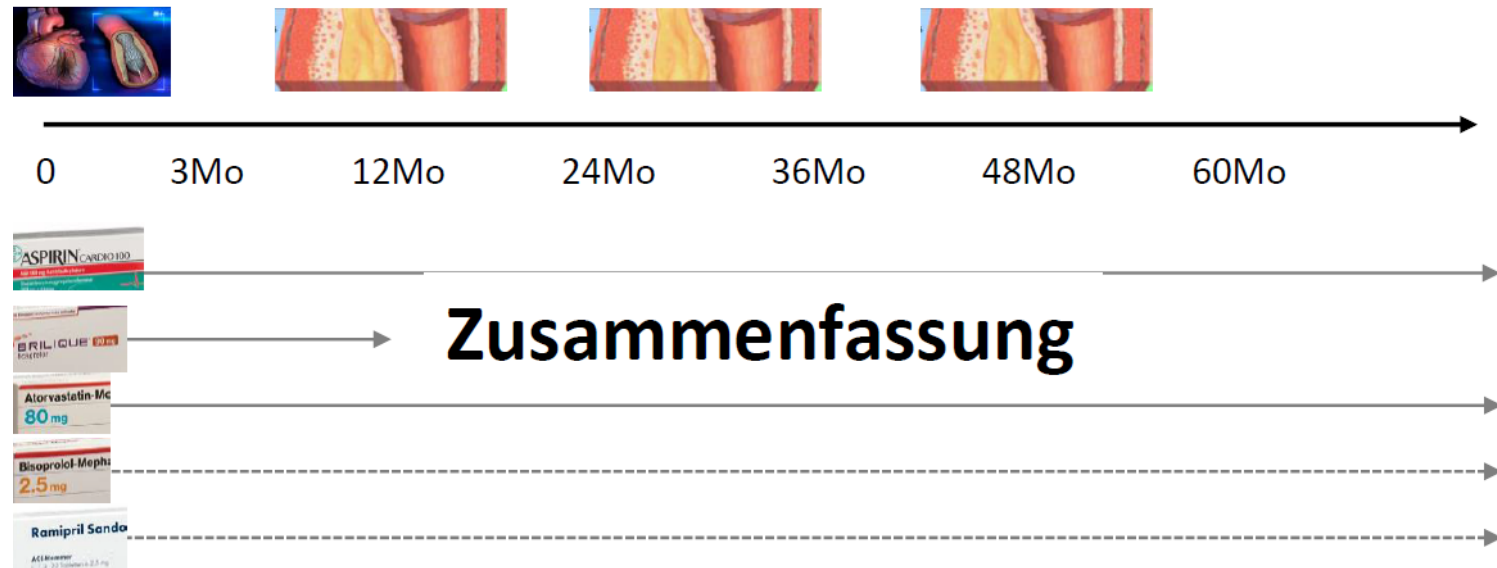 0 3Mo 12Mo 24Mo 36Mo 48Mo 60Mo
ASPIRIN CARDIO 100
BRILIQUE 90 mg
ticagrelor
Zusammenfassung
Atorvastatin-Me
80 mg
Bisoprolol-Mepha
2.5 mg
Ramipril Sando
ACE Hemmer